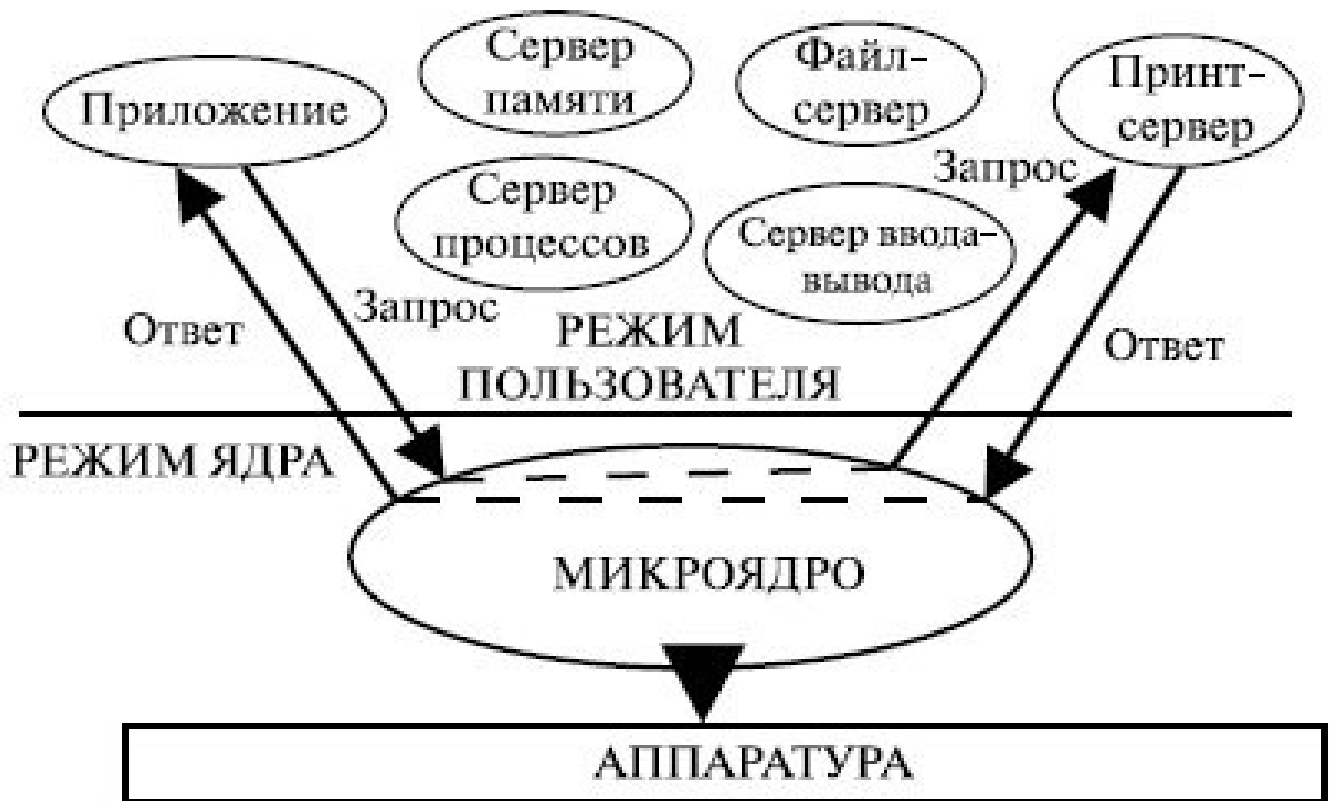 Приложение
Сервер
памяти
Файл-
сервер
Принт-
сервер
Сервер
процессов
Сервер ввода-
вывода
Запрос
Ответ
Запрос
Ответ
РЕЖИМ
ПОЛЬЗОВАТЕЛЯ
РЕЖИМ ЯДРА
МИКРОЯДРО
АППАРАТУРА